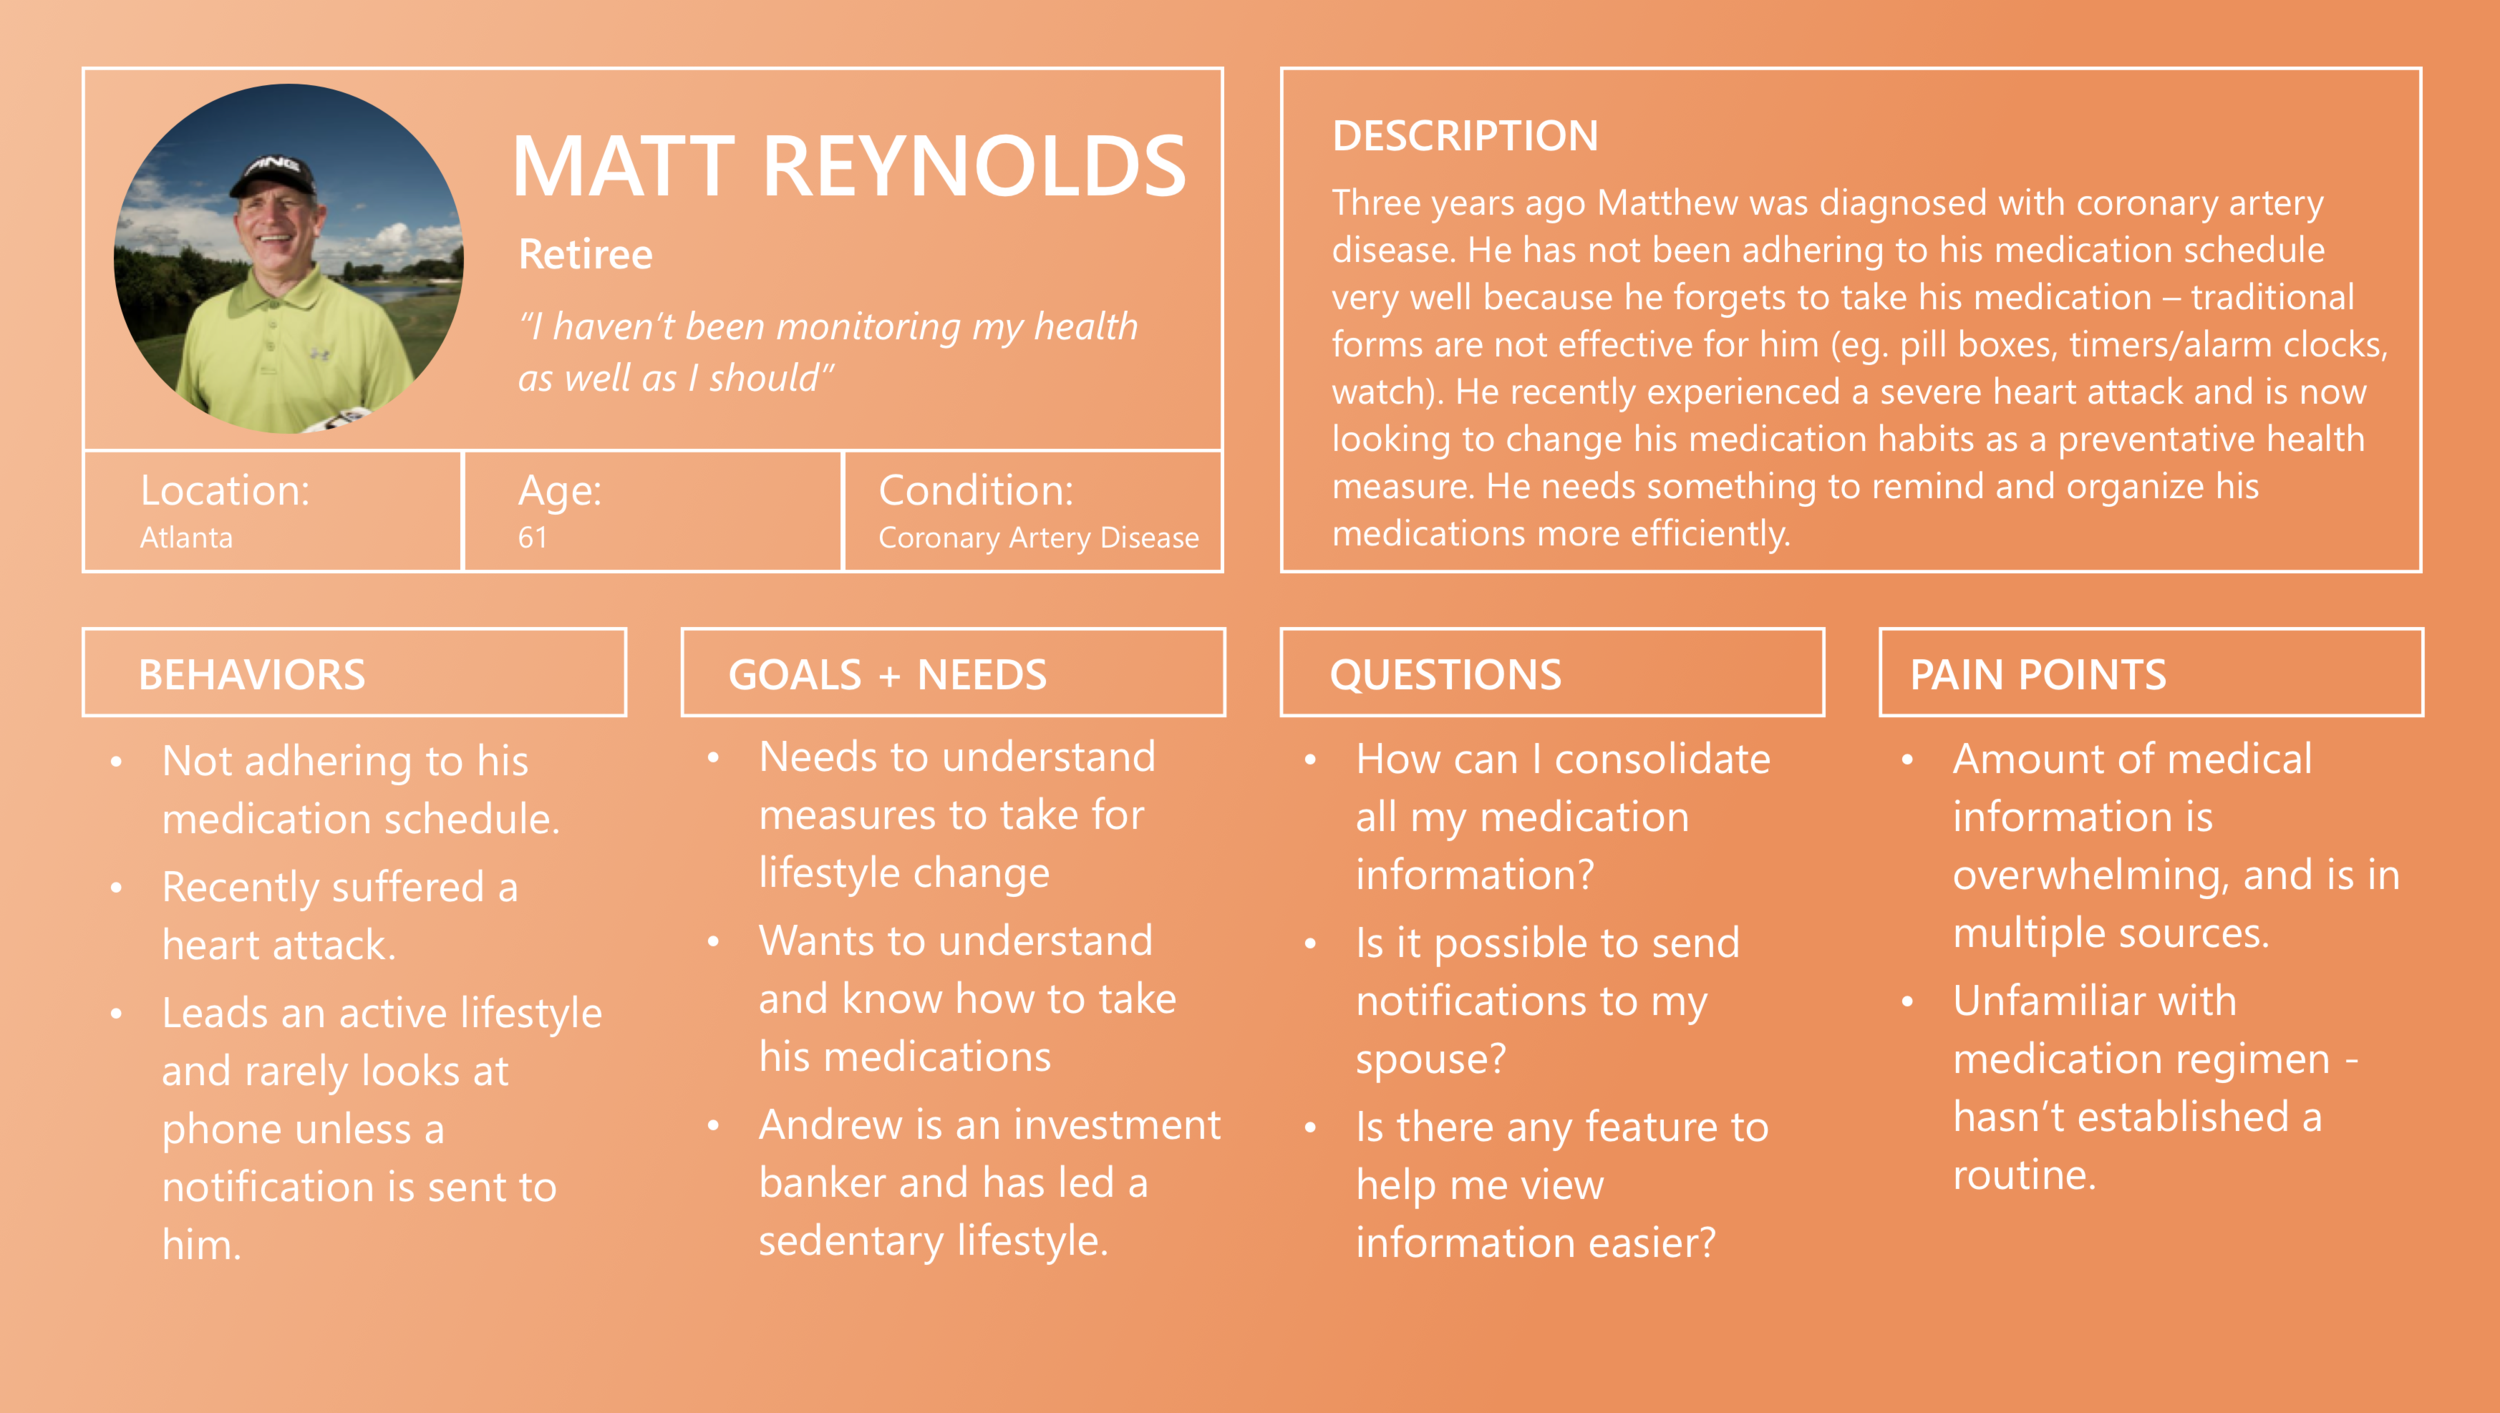 PING
MATT REYNOLDS
Retiree
“I haven’t been monitoring my health
as well as I should”
Location:
Atlanta
Age:
61
Condition:
Coronary Artery Disease
DESCRIPTION
Three years ago Matthew was diagnosed with coronary artery
disease. He has not been adhering to his medication schedule
very well because he forgets to take his medication – traditional
forms are not effective for him (eg. pill boxes, timers/alarm clocks,
watch). He recently experienced a severe heart attack and is now
looking to change his medication habits as a preventative health
measure. He needs something to remind and organize his
medications more efficiently.
BEHAVIORS
• Not adhering to his
medication schedule.
• Recently suffered a
heart attack.
• Leads an active lifestyle
and rarely looks at
phone unless a
notification is sent to
him.
GOALS + NEEDS
• Needs to understand
measures to take for
lifestyle change
• Wants to understand
and know how to take
his medications
• Andrew is an investment
banker and has led a
sedentary lifestyle.
QUESTIONS
• How can I consolidate
all my medication
information?
• Is it possible to send
notifications to my
spouse?
• Is there any feature to
help me view
information easier?
PAIN POINTS
• Amount of medical
information is
overwhelming, and is in
multiple sources.
• Unfamiliar with
medication regimen -
hasn’t established a
routine.